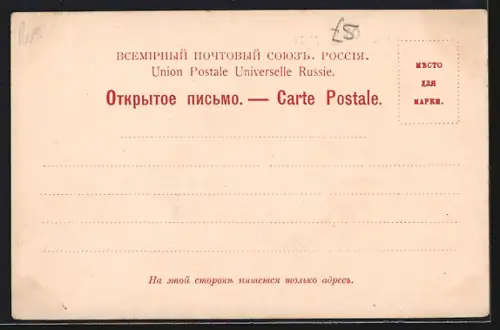 £50
ВСЕМІРНЫЙ ПОЧТОВЫЙ СОЮЗЪ. РОССІЯ.
Union Postale Universelle Russie.
Открытое письмо. — Carte Postale.
МѢСТО
ДЛЯ
МАРКИ.
На этой сторонѣ пишется только адресъ.